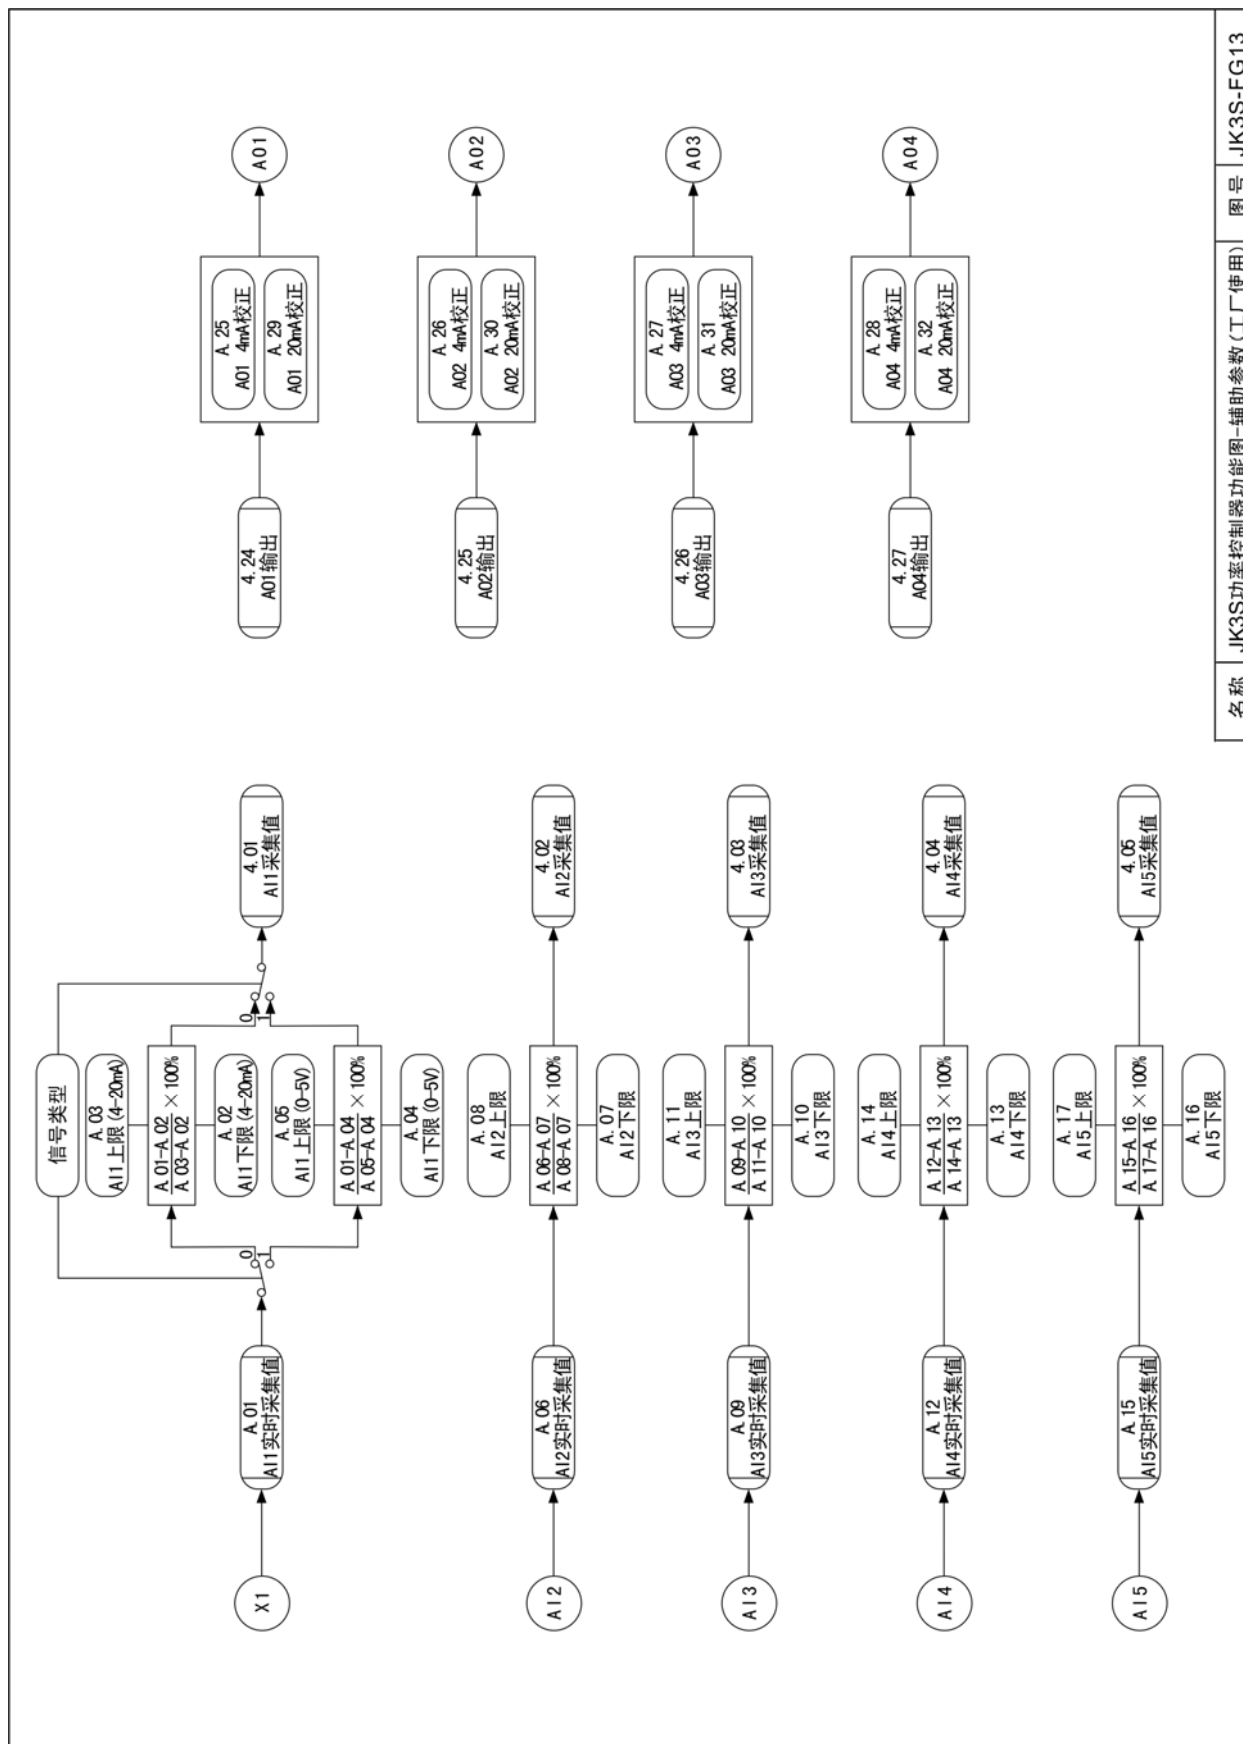 X1
A.01
AI1实时采集值
0
1
信号类型
A.03
AI1上限(4-20mA)
A.01-A.02
A.03-A.02
×100%
A.02
AI1下限(4-20mA)
A.05
AI1上限(0-5V)
A.01-A.04
A.05-A.04
×100%
A.04
AI1下限(0-5V)
0
1
4.01
AI1采集值
AI2
A.06
AI2实时采集值
A.08
AI2上限
A.06-A.07
A.08-A.07
×100%
A.07
AI2下限
4.02
AI2采集值
AI3
A.09
AI3实时采集值
A.11
AI3上限
A.09-A.10
A.11-A.10
×100%
A.10
AI3下限
4.03
AI3采集值
AI4
A.12
AI4实时采集值
A.14
AI4上限
A.12-A.13
A.14-A.13
×100%
A.13
AI4下限
4.04
AI4采集值
AI5
A.15
AI5实时采集值
A.17
AI5上限
A.15-A.16
A.17-A.16
×100%
A.16
AI5下限
4.05
AI5采集值
4.24
A01输出
A.25
A01 4mA校正
A.29
A01 20mA校正
A01
4.25
A02输出
A.26
A02 4mA校正
A.30
A02 20mA校正
A02
4.26
A03输出
A.27
A03 4mA校正
A.31
A03 20mA校正
A03
4.27
A04输出
A.28
A04 4mA校正
A.32
A04 20mA校正
A04
名称 JK3S功率控制器功能图-辅助参数(工厂使用) 图号 JK3S-FG13